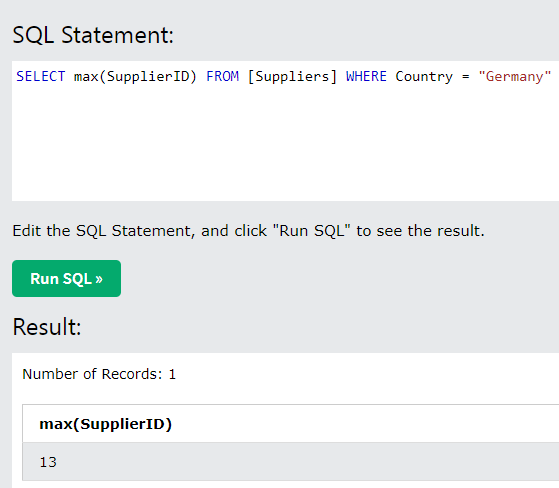 SQL Statement:
SELECT max(SupplierID) FROM [Suppliers] WHERE Country = "Germany"
Edit the SQL Statement, and click "Run SQL" to see the result.
Run SQL »
Result:
Number of Records: 1
max(SupplierID)
13